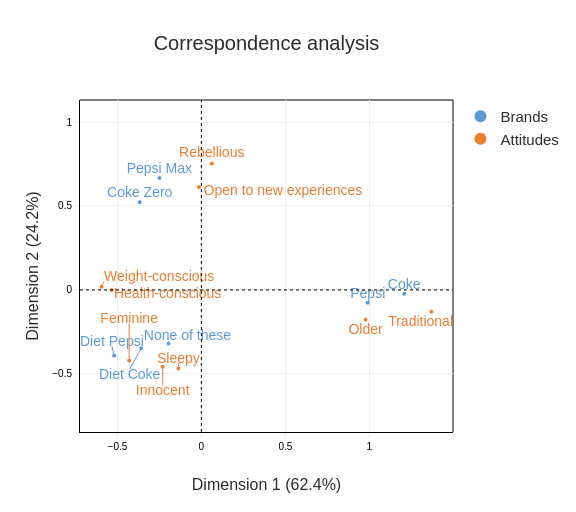 Correspondence analysis
Brands
Attitudes
1
0.5
0
−0.5
Dimension 2 (24.2%)
Rebellious
Pepsi Max
Open to new experiences
Coke Zero
Weight-conscious
Health-conscious
Coke
Pepsi
Traditional
Older
Feminine
None of these
Diet Pepsi
Sleepy
Diet Coke
Innocent
−0.5
0
0.5
1
Dimension 1 (62.4%)